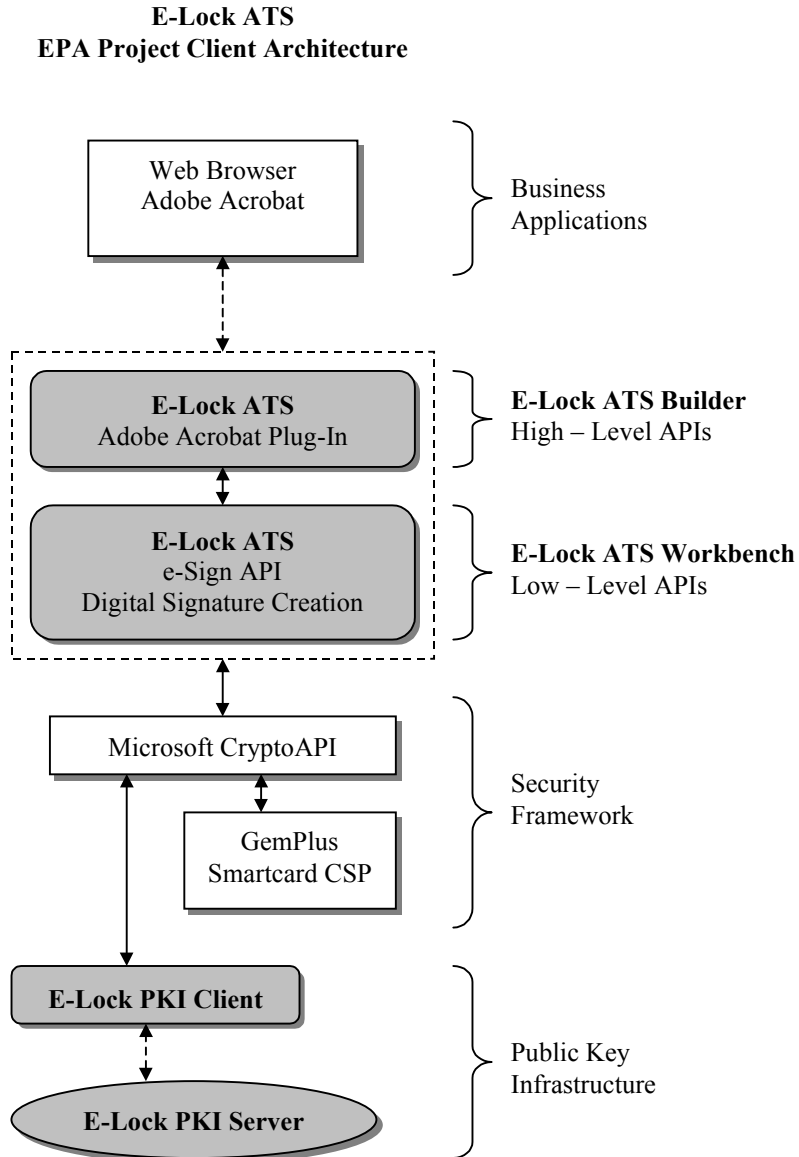 E-Lock ATS
EPA Project Client Architecture
Web Browser
Adobe Acrobat
Business
Applications
E-Lock ATS
Adobe Acrobat Plug-In
E-Lock ATS Builder
High – Level APIs
E-Lock ATS
e-Sign API
Digital Signature Creation
E-Lock ATS Workbench
Low – Level APIs
Microsoft CryptoAPI
GemPlus
Smartcard CSP
Security
Framework
E-Lock PKI Client
E-Lock PKI Server
Public Key
Infrastructure